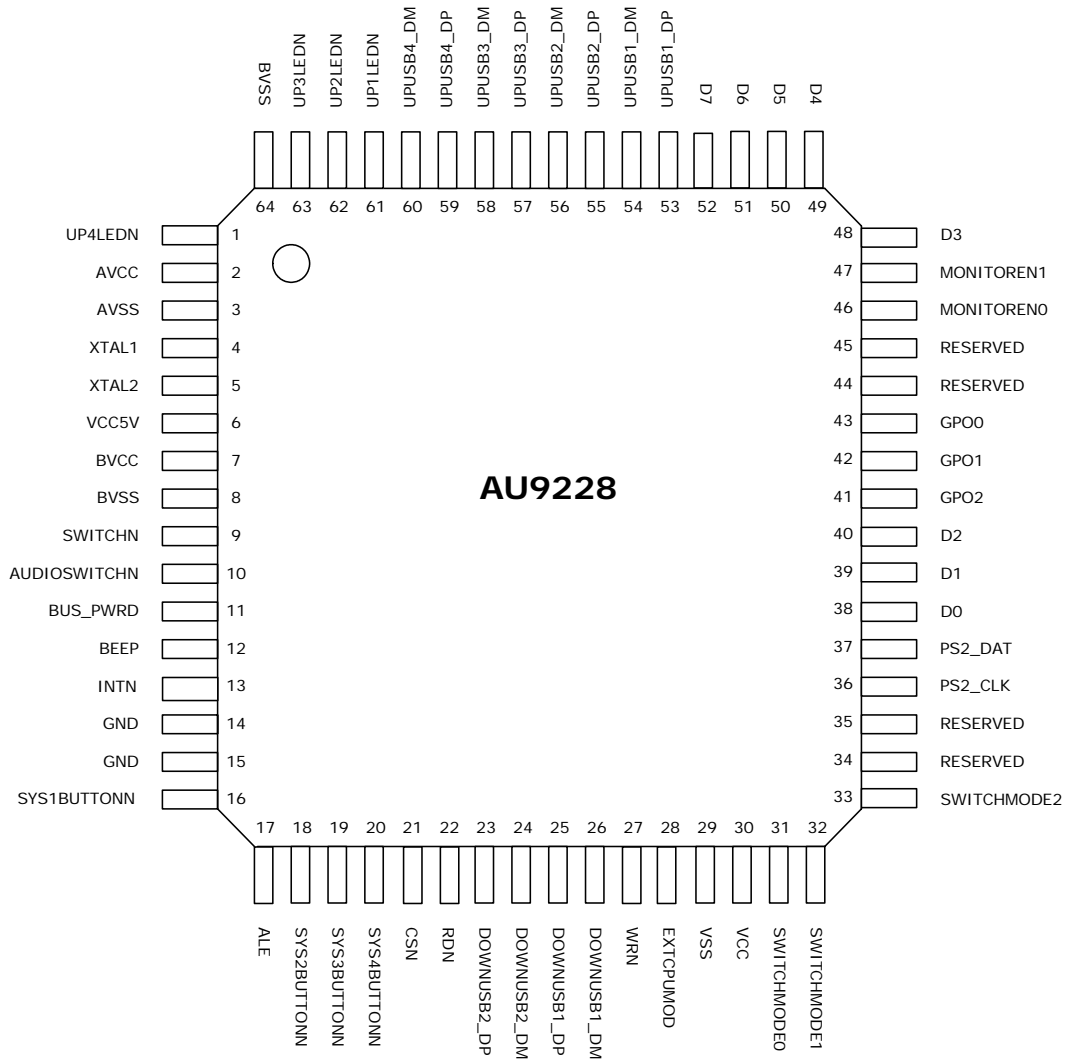 BVSS
UP3LEDN
UP2LEDN
UP1LEDN
UPUSB4_DM
UPUSB4_DP
UPUSB3_DM
UPUSB3_DP
UPUSB2_DM
UPUSB2_DP
UPUSB1_DM
UPUSB1_DP
D7
D6
D5
D4
64 63 62 61 60 59 58 57 56 55 54 53 52 51 50 49
UP4LEDN 1
AVCC 2
AVSS 3
XTAL1 4
XTAL2 5
VCC5V 6
BVCC 7
BVSS 8
SWITCHN 9
AUDIOSWITCHN 10
BUS_PWRD 11
BEEP 12
INTN 13
GND 14
GND 15
SYS1BUTTONN 16
AU9228
48 D3
47 MONITOREN1
46 MONITOREN0
45 RESERVED
44 RESERVED
43 GPO0
42 GPO1
41 GPO2
40 D2
39 D1
38 D0
37 PS2_DAT
36 PS2_CLK
35 RESERVED
34 RESERVED
33 SWITCHMODE2
17 18 19 20 21 22 23 24 25 26 27 28 29 30 31 32
ALE
SYS2BUTTONN
SYS3BUTTONN
SYS4BUTTONN
CSN
RDN
DOWNUSB2_DP
DOWNUSB2_DM
DOWNUSB1_DP
DOWNUSB1_DM
WRN
EXTCPUMOD
VSS
VCC
SWITCHMODE0
SWITCHMODE1